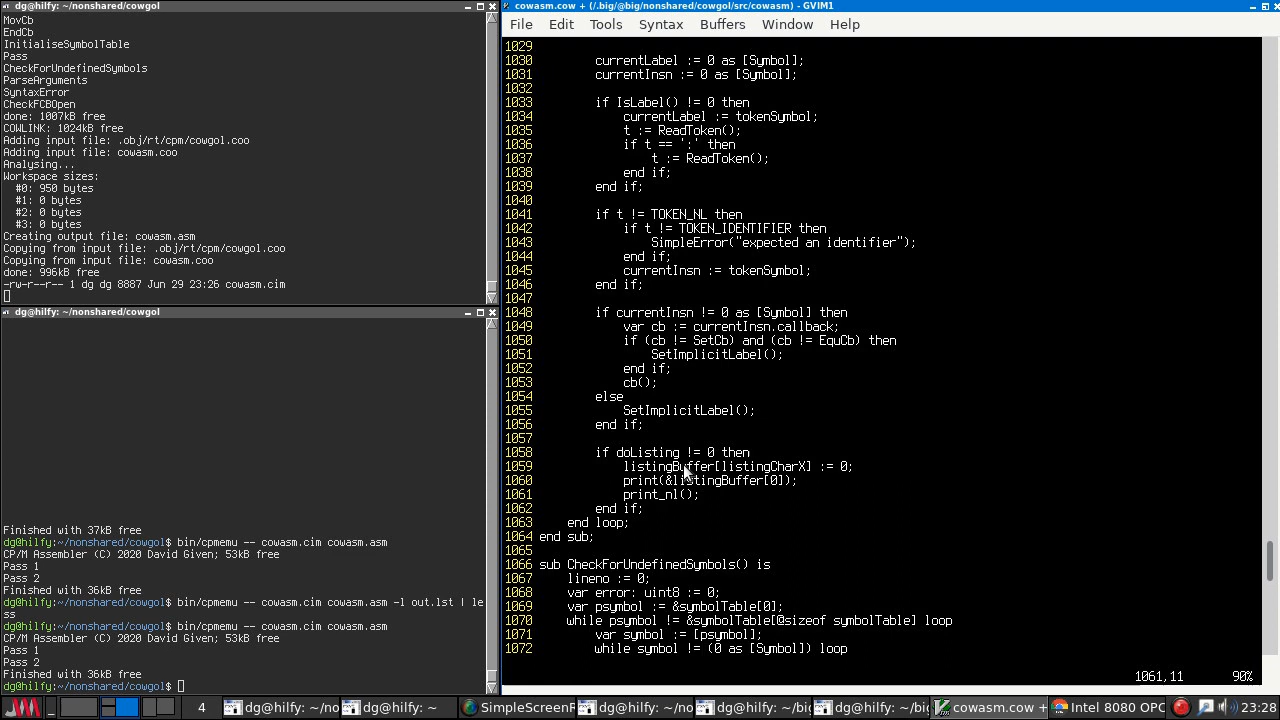 dg@hilfy: ~/nonshared/cowgol
MovCb
EndCb
InitialiseSymbolTable
Pass
CheckForUndefinedSymbols
ParseArguments
SyntaxError
CheckFCBOpen
done: 1007kB free
COWLINK: 1024kB free
Adding input file: .obj/rt/cpm/cowgol.coo
Adding input file: cowasm.coo
Analysing...
Workspace sizes:
  #0: 950 bytes
  #1: 0 bytes
  #2: 0 bytes
  #3: 0 bytes
Creating output file: cowasm.asm
Copying from input file: .obj/rt/cpm/cowgol.coo
Copying from input file: cowasm.coo
done: 996kB free
-rw-r--r-- 1 dg dg 8887 Jun 29 23:26 cowasm.cim
dg@hilfy: ~/nonshared/cowgol
Finished with 37kB free
dg@hilfy:~/nonshared/cowgol$ bin/cpmemu -- cowasm.cim cowasm.asm
CP/M Assembler (C) 2020 David Given; 53kB free
Pass 1
Pass 2
Finished with 36kB free
dg@hilfy:~/nonshared/cowgol$ bin/cpmemu -- cowasm.cim cowasm.asm -l out.lst | le
ss
dg@hilfy:~/nonshared/cowgol$ bin/cpmemu -- cowasm.cim cowasm.asm
CP/M Assembler (C) 2020 David Given; 53kB free
Pass 1
Pass 2
Finished with 36kB free
dg@hilfy:~/nonshared/cowgol$
cowasm.cow + (/.big/@big/nonshared/cowgol/src/cowasm) - GVIM1
File Edit Tools Syntax Buffers Window Help
1029
1030         currentLabel := 0 as [Symbol];
1031         currentInsn := 0 as [Symbol];
1032
1033         if IsLabel() != 0 then
1034             currentLabel := tokenSymbol;
1035             t := ReadToken();
1036             if t == ':' then
1037                 t := ReadToken();
1038             end if;
1039         end if;
1040
1041         if t != TOKEN_NL then
1042             if t != TOKEN_IDENTIFIER then
1043                 SimpleError("expected an identifier");
1044             end if;
1045             currentInsn := tokenSymbol;
1046         end if;
1047
1048         if currentInsn != 0 as [Symbol] then
1049             var cb := currentInsn.callback;
1050             if (cb != SetCb) and (cb != EquCb) then
1051                 SetImplicitLabel();
1052             end if;
1053             cb();
1054         else
1055             SetImplicitLabel();
1056         end if;
1057
1058         if doListing != 0 then
1059             listingBuffer[listingCharX] := 0;
1060             print(&listingBuffer[0]);
1061             print_nl();
1062         end if;
1063     end loop;
1064 end sub;
1065
1066 sub CheckForUndefinedSymbols() is
1067     lineno := 0;
1068     var error: uint8 := 0;
1069     var psymbol := &symbolTable[0];
1070     while psymbol != &symbolTable[@sizeof symbolTable] loop
1071         var symbol := [psymbol];
1072         while symbol != (0 as [Symbol]) loop
1061,11 90%
4 dg@hilfy: ~/no dg@hilfy: ~ SimpleScreenR dg@hilfy: ~/no dg@hilfy: ~/big dg@hilfy: ~/big cowasm.cow + Intel 8080 OPC 23:28